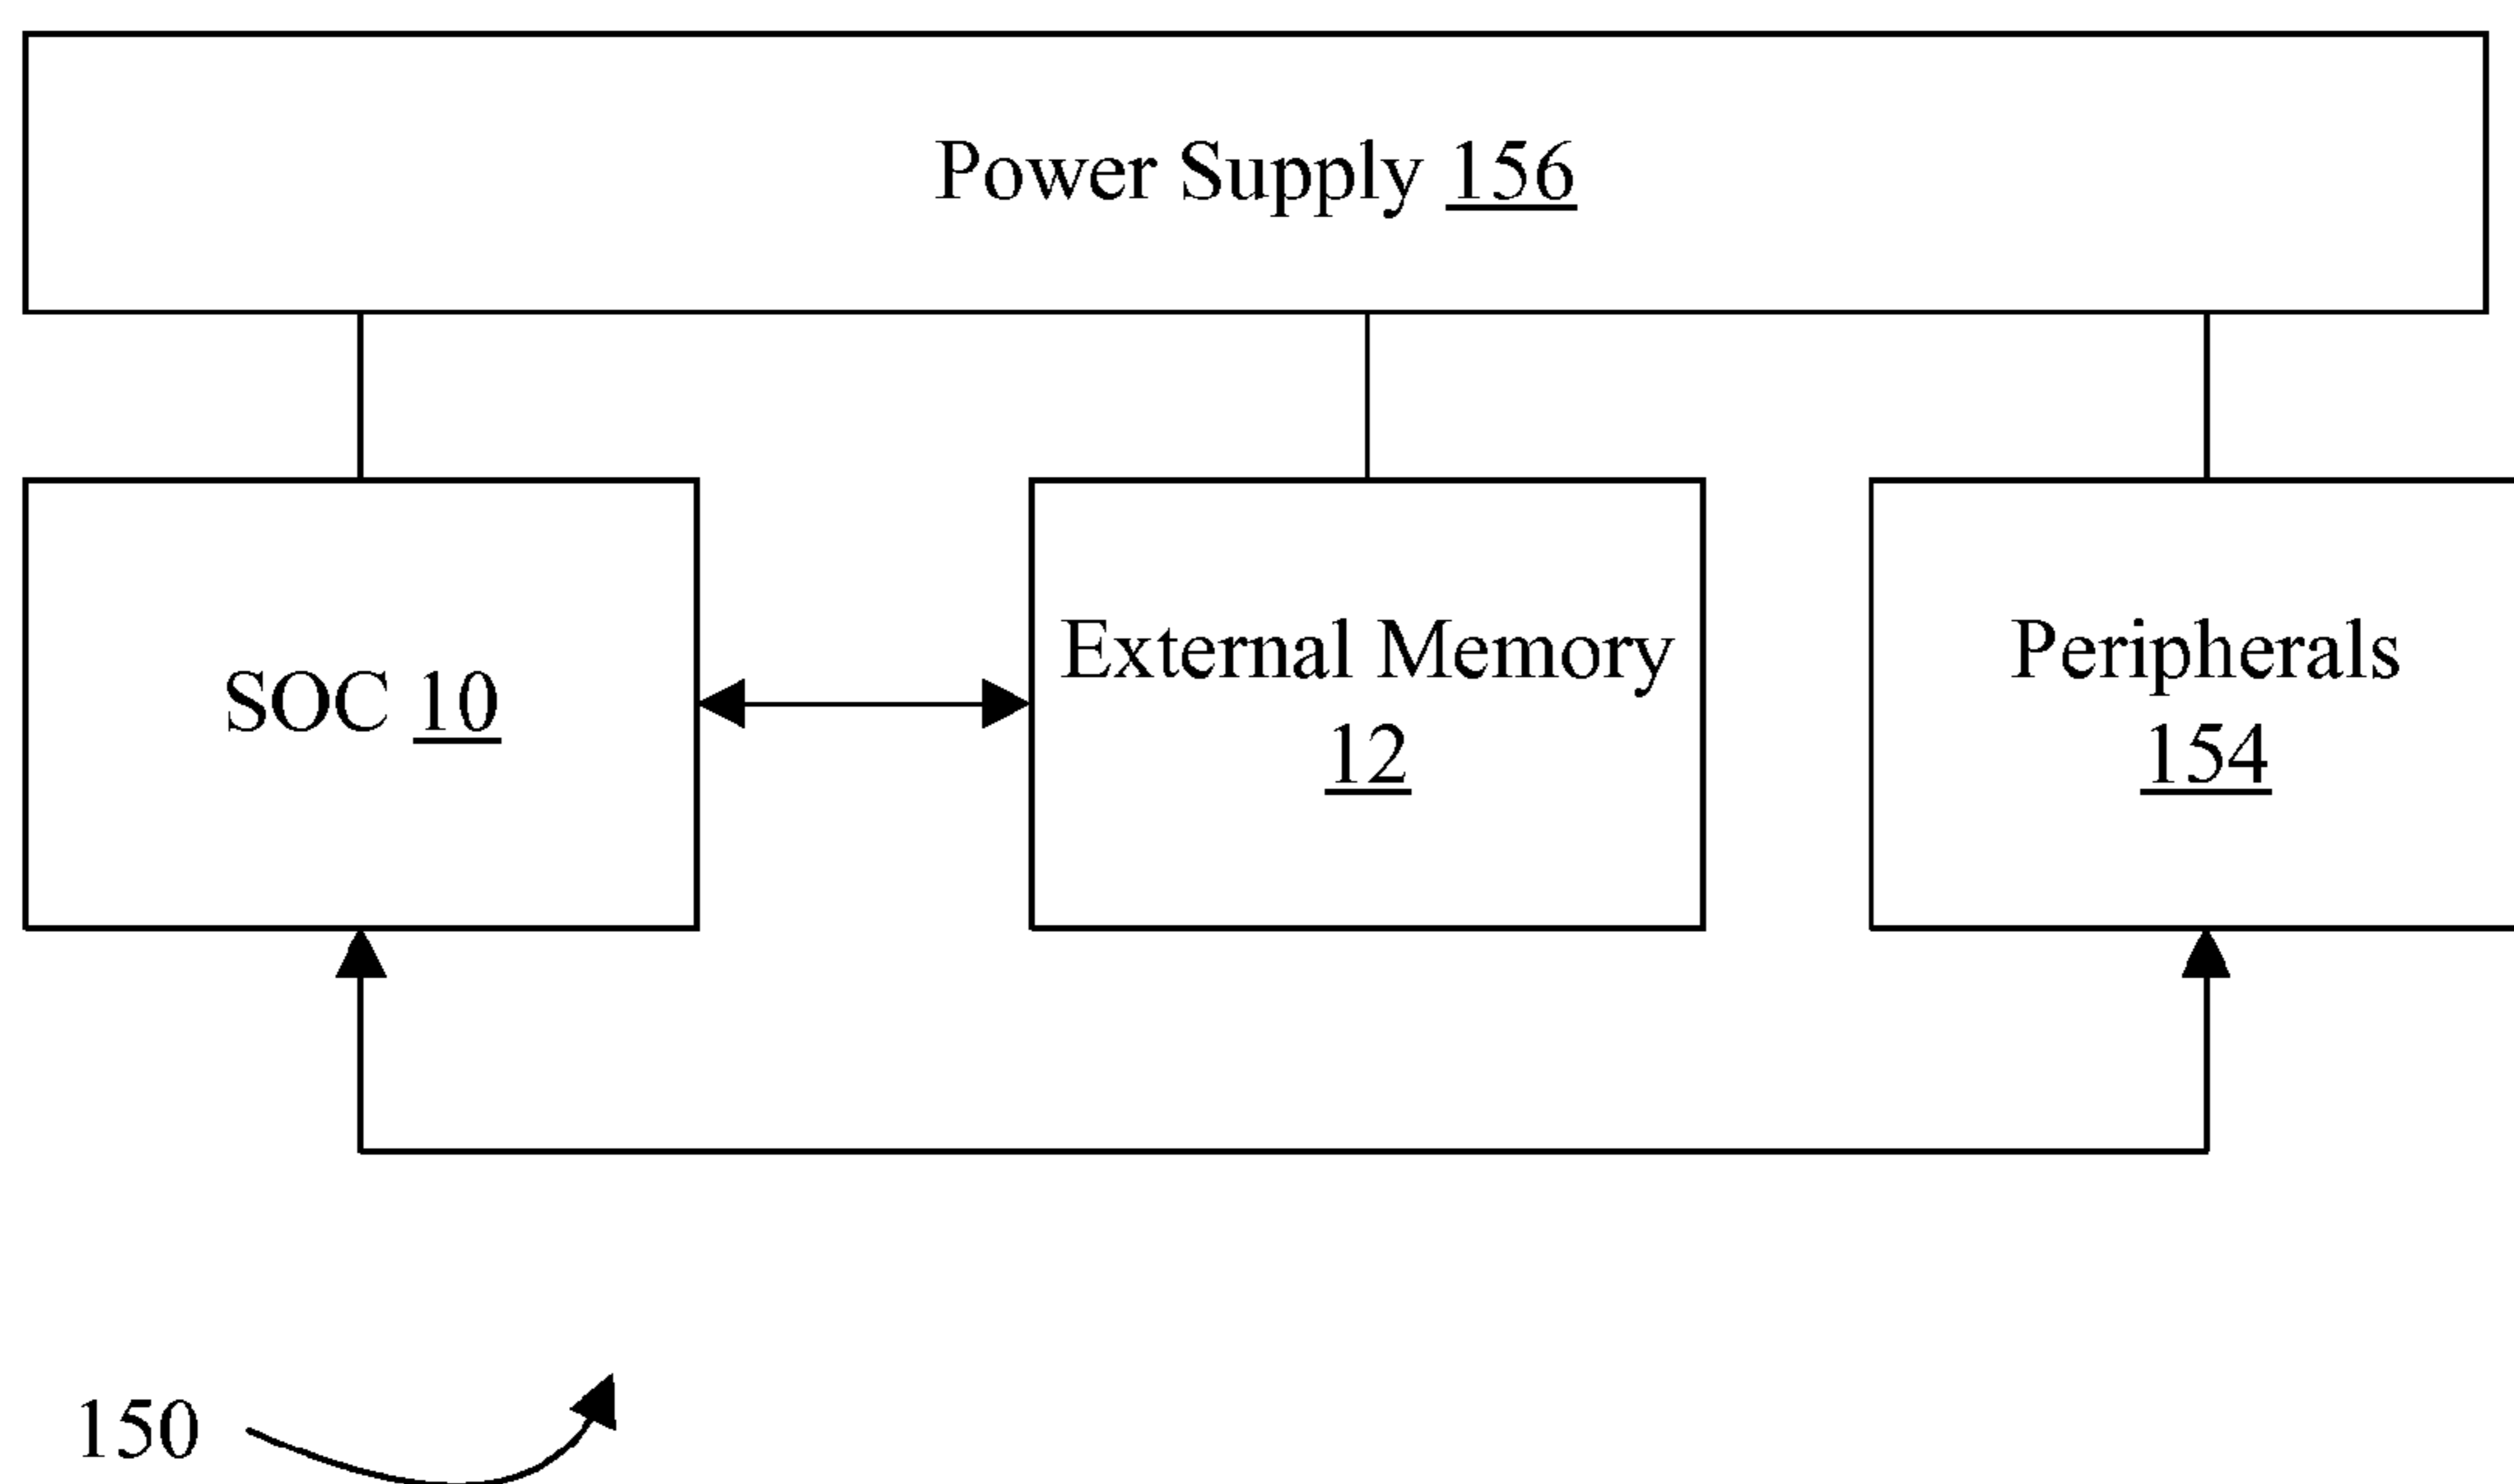 Power Supply 156
SOC 10
External Memory
12
Peripherals
154
150